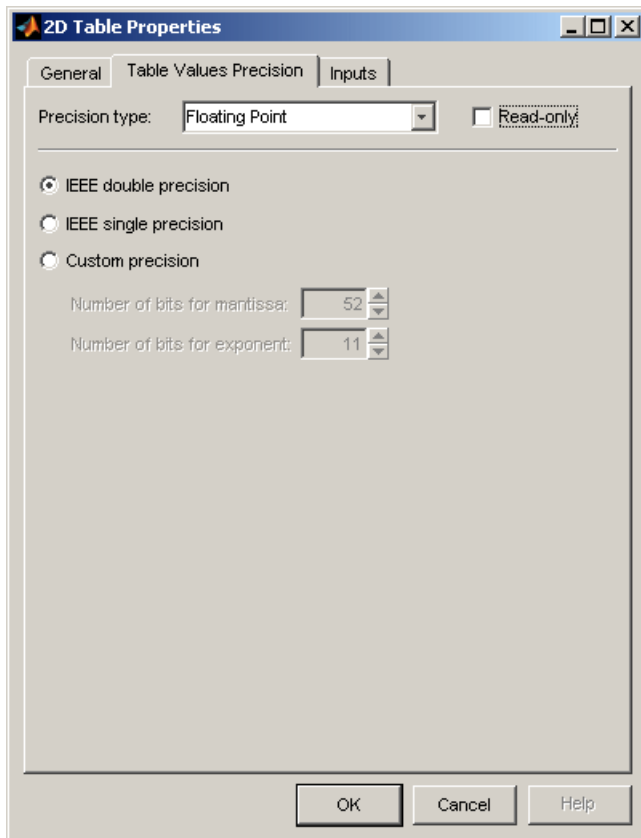 2D Table Properties
General Table Values Precision Inputs
Precision type: Floating Point Read-only
IEEE double precision
IEEE single precision
Custom precision
Number of bits for mantissa: 52
Number of bits for exponent: 11
OK Cancel Help